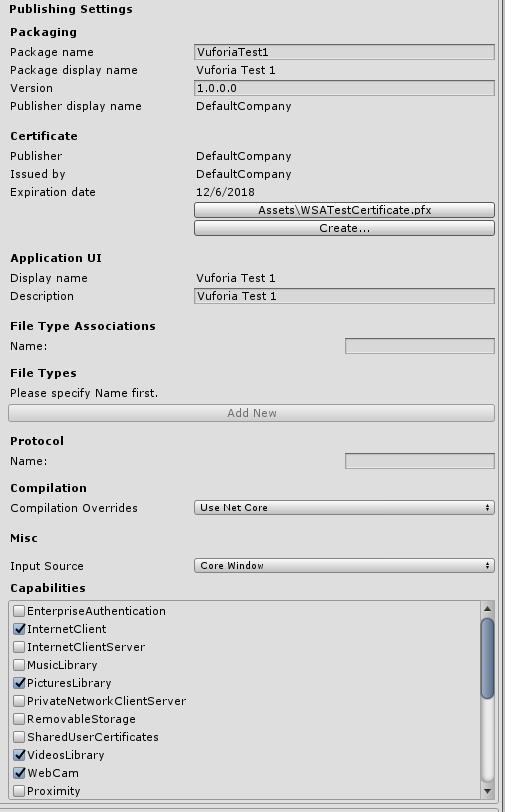 Publishing Settings
Packaging
Package name VuforiaTest1
Package display name Vuforia Test 1
Version 1.0.0.0
Publisher display name DefaultCompany
Certificate
Publisher DefaultCompany
Issued by DefaultCompany
Expiration date 12/6/2018
Assets\WSATestCertificate.pfx
Create...
Application UI
Display name Vuforia Test 1
Description Vuforia Test 1
File Type Associations
Name:
File Types
Please specify Name first.
Add New
Protocol
Name:
Compilation
Compilation Overrides Use Net Core
Misc
Input Source Core Window
Capabilities
EnterpriseAuthentication
InternetClient
InternetClientServer
MusicLibrary
PicturesLibrary
PrivateNetworkClientServer
RemovableStorage
SharedUserCertificates
VideosLibrary
WebCam
Proximity